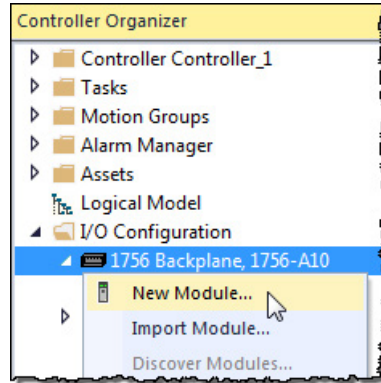 Controller Organizer
Controller Controller_1
Tasks
Motion Groups
Alarm Manager
Assets
Logical Model
I/O Configuration
1756 Backplane, 1756-A10
New Module...
Import Module...
Discover Modules...